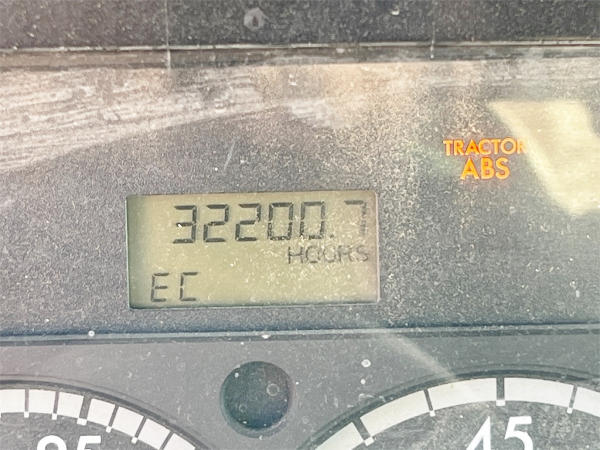 TRACTOR
ABS
32200.7
HOURS
EC
45